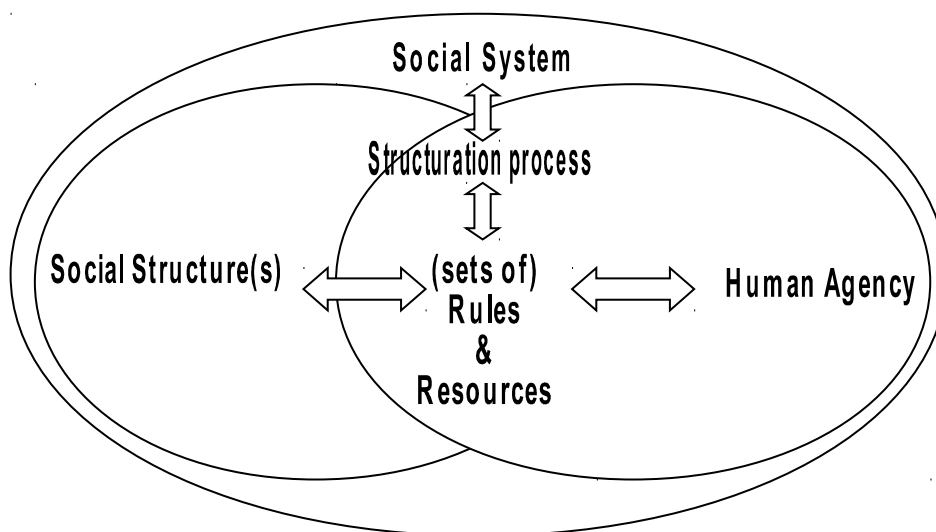 Social System
Structuration process
Social Structure(s)
(sets of)
Rules
&
Resources
Human Agency